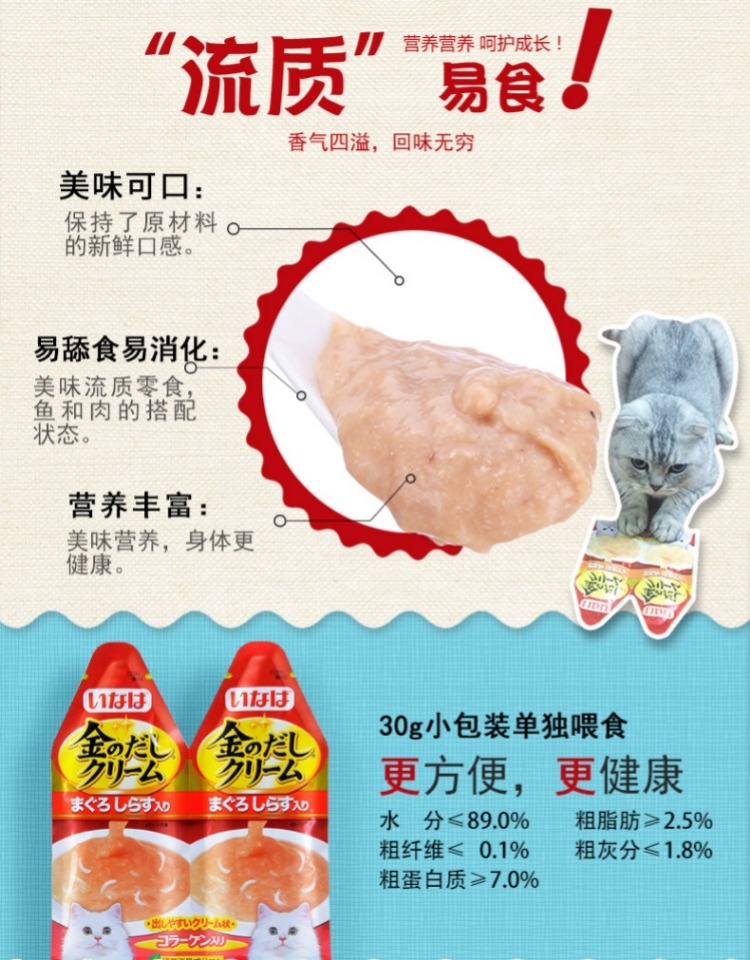 “流质”
营养营养 呵护成长！
易食！
香气四溢，回味无穷
美味可口：
保持了原材料
的新鲜口感。
易舔食易消化：
美味流质零食，
鱼和肉的搭配
状态。
营养丰富：
美味营养，身体更
健康。
いなば
金のだし
クリーム
まぐろ しらす入り
いなば
金のだし
クリーム
まぐろ しらす入り
出しやすいクリーム状
コラーゲン入り
30g小包装单独喂食
更方便，更健康
水　分≤89.0%　粗脂肪≥2.5%
粗纤维≤ 0.1%　粗灰分≤1.8%
粗蛋白质≥7.0%